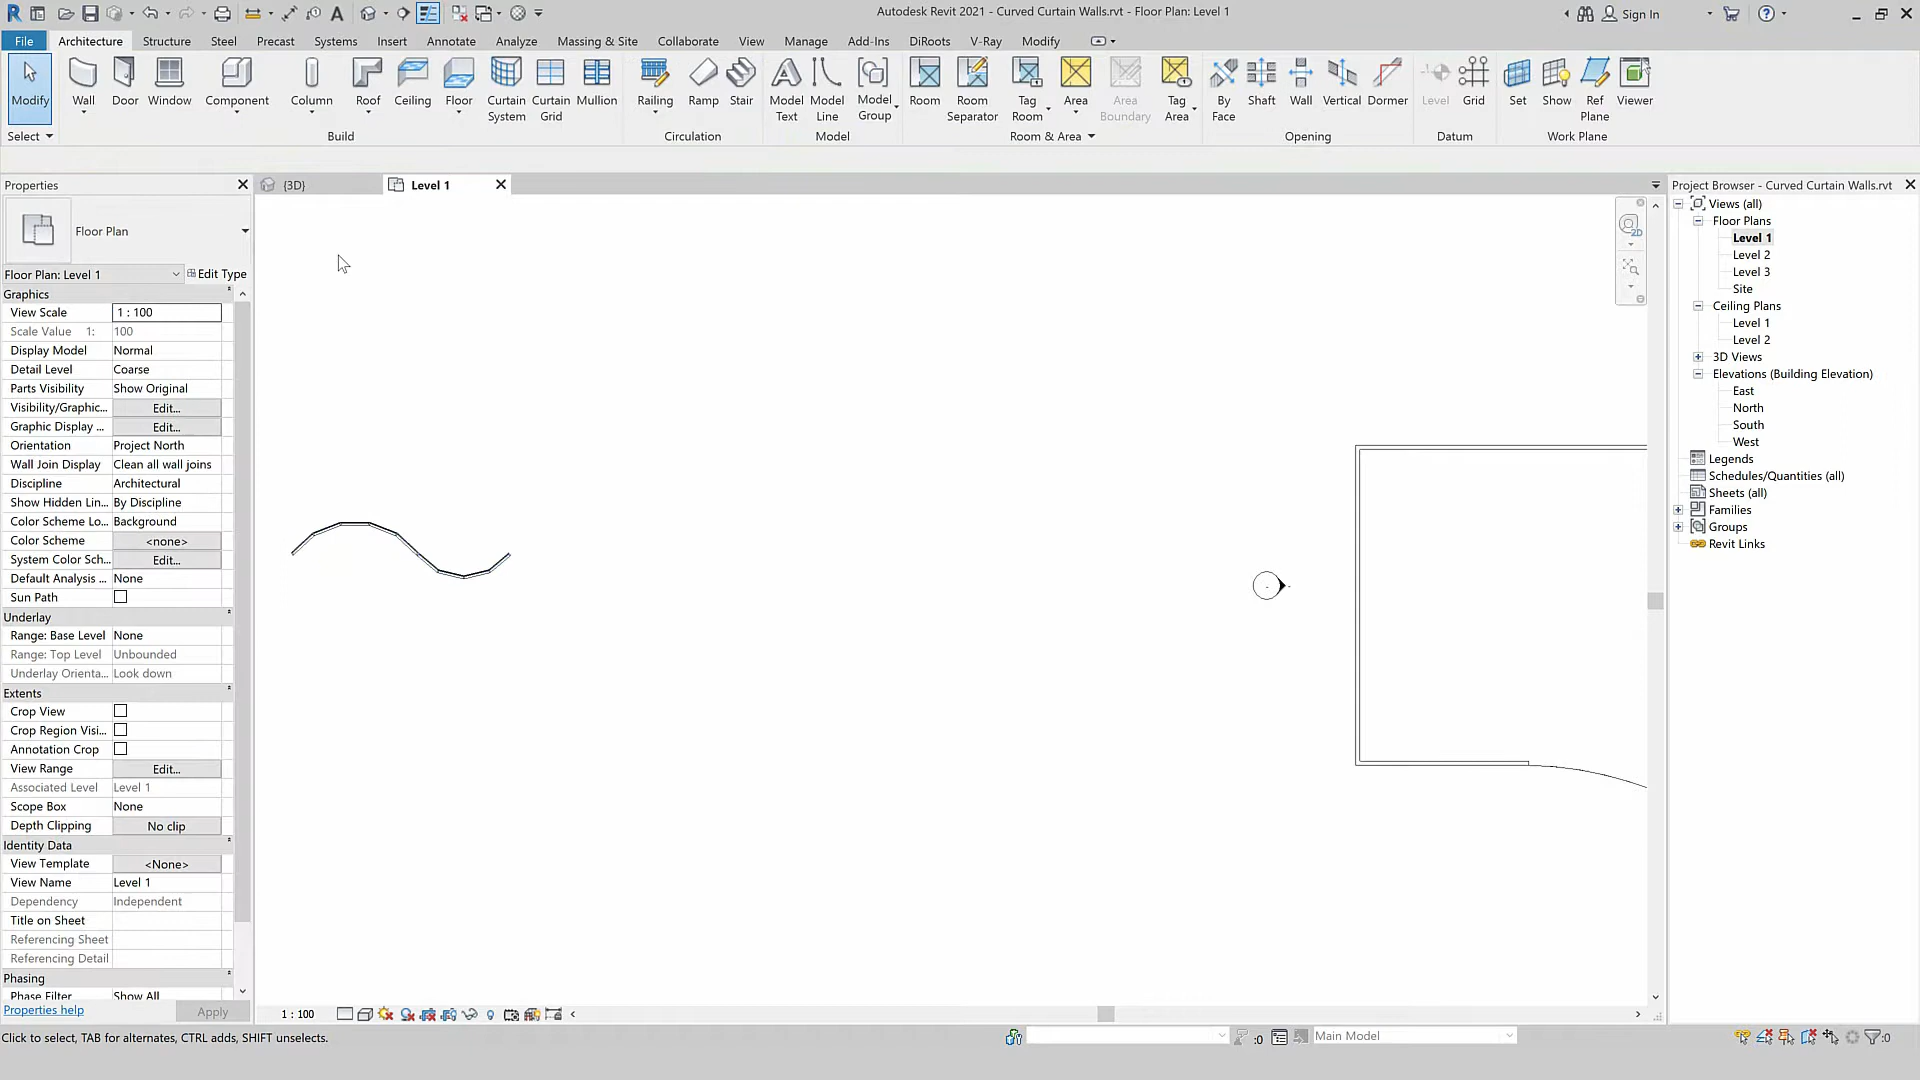 Autodesk Revit 2021 - Curved Curtain Walls.rvt - Floor Plan: Level 1
Sign In
File Architecture Structure Steel Precast Systems Insert Annotate Analyze Massing & Site Collaborate View Manage Add-Ins DiRoots V-Ray Modify
Modify Wall Door Window Component Column Roof Ceiling Floor Curtain System Curtain Grid Mullion Railing Ramp Stair Model Text Model Line Model Group Room Room Separator Tag Room Area Area Boundary Tag Area By Face Shaft Wall Vertical Dormer Level Grid Set Show Ref Plane Viewer
Select Build Circulation Model Room & Area Opening Datum Work Plane
Properties
Floor Plan
Floor Plan: Level 1 Edit Type
Graphics
View Scale 1 : 100
Scale Value 1: 100
Display Model Normal
Detail Level Coarse
Parts Visibility Show Original
Visibility/Graphic... Edit...
Graphic Display ... Edit...
Orientation Project North
Wall Join Display Clean all wall joins
Discipline Architectural
Show Hidden Lin... By Discipline
Color Scheme Lo... Background
Color Scheme <none>
System Color Sch... Edit...
Default Analysis ... None
Sun Path
Underlay
Range: Base Level None
Range: Top Level Unbounded
Underlay Orienta... Look down
Extents
Crop View
Crop Region Visi...
Annotation Crop
View Range Edit...
Associated Level Level 1
Scope Box None
Depth Clipping No clip
Identity Data
View Template <None>
View Name Level 1
Dependency Independent
Title on Sheet
Referencing Sheet
Referencing Detail
Phasing
Phase Filter Show All
Properties help Apply
{3D} Level 1
2D
Project Browser - Curved Curtain Walls.rvt
Views (all)
Floor Plans
Level 1
Level 2
Level 3
Site
Ceiling Plans
Level 1
Level 2
3D Views
Elevations (Building Elevation)
East
North
South
West
Legends
Schedules/Quantities (all)
Sheets (all)
Families
Groups
Revit Links
1 : 100
Click to select, TAB for alternates, CTRL adds, SHIFT unselects.
:0 Main Model :0